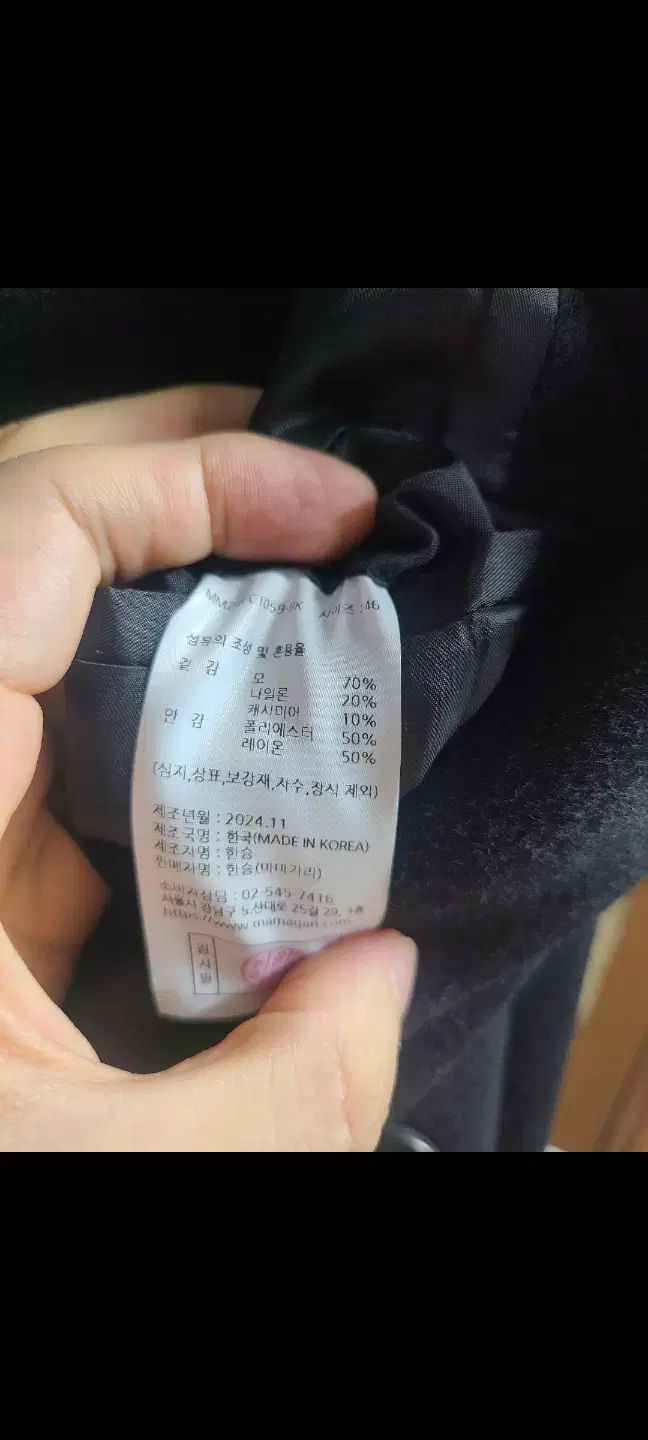 사이즈 : 46
섬유의 조성 및 혼용율
겉 감 모 70%
나일론 20%
캐시미어 10%
안 감 폴리에스터 50%
레이온 50%
(심지,상표,보강재,자수,장식 제외)
제조년월 : 2024.11
제조국명 : 한국(MADE IN KOREA)
제조자명 : 한승
판매자명 : 한승(마마가리)
소비자상담 : 02-545-7416
서울시 강남구 노산대로 25길 29, 3층
검사필